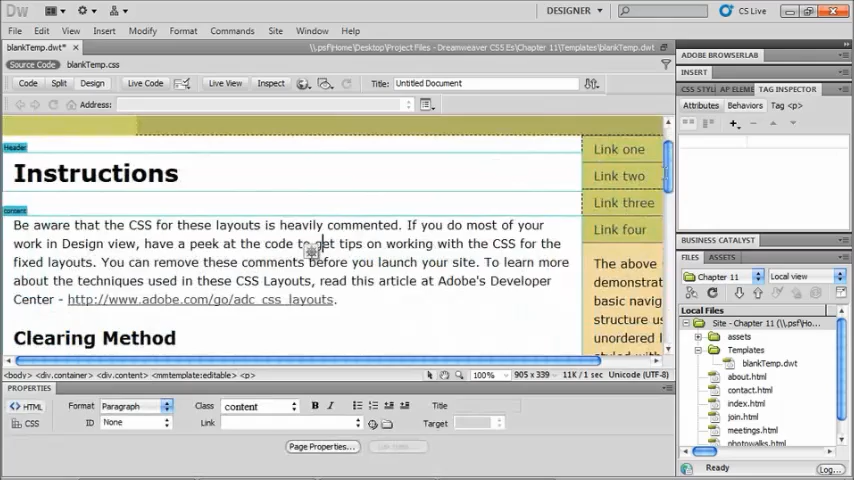 Dw
DESIGNER
CS Live
File Edit View Insert Modify Format Commands Site Window Help
blankTemp.dwt* ×
\\.psf\Home\Desktop\Project Files - Dreamweaver CS5 Es\Chapter 11\Templates\blankTemp.dwt
Source Code blankTemp.css
Code Split Design Live Code Live View Inspect Title: Untitled Document
Address:
Header
Instructions
content
Be aware that the CSS for these layouts is heavily commented. If you do most of your
work in Design view, have a peek at the code to get tips on working with the CSS for the
fixed layouts. You can remove these comments before you launch your site. To learn more
about the techniques used in these CSS Layouts, read this article at Adobe's Developer
Center - http://www.adobe.com/go/adc_css_layouts.
Clearing Method
Link one
Link two
Link three
Link four
The above
demonstrat
basic navig
structure us
unordered l
styled with
<body> <div.container> <div.content> <mmtemplate:editable> <p>
100% 905 x 339 11K / 1 sec Unicode (UTF-8)
PROPERTIES
HTML Format Paragraph Class content B I Title
CSS ID None Link Target
Page Properties...
ADOBE BROWSERLAB
INSERT
CSS STYL AP ELEME TAG INSPECTOR
Attributes Behaviors Tag <p>
BUSINESS CATALYST
FILES ASSETS
Chapter 11 Local view
Local Files
Site - Chapter 11 (\\.psf\Ho...
assets
Templates
blankTemp.dwt
about.html
contact.html
index.html
join.html
meetings.html
photowalks.html
Ready Log...